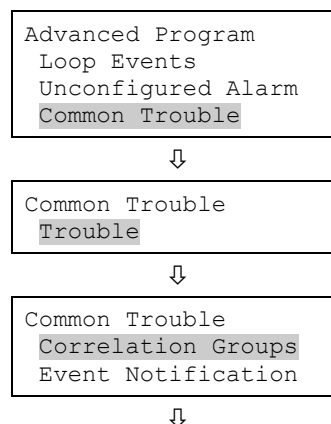 Advanced Program
Loop Events
Unconfigured Alarm
Common Trouble
⇩
Common Trouble
Trouble
⇩
Common Trouble
Correlation Groups
Event Notification
⇩